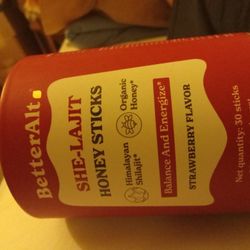 BetterAlt
SHE-LAJIT
HONEY STICKS
Himalayan
Shilajit*
Organic
Honey*
Balance And Energize*
STRAWBERRY FLAVOR
Net quantity: 30 sticks